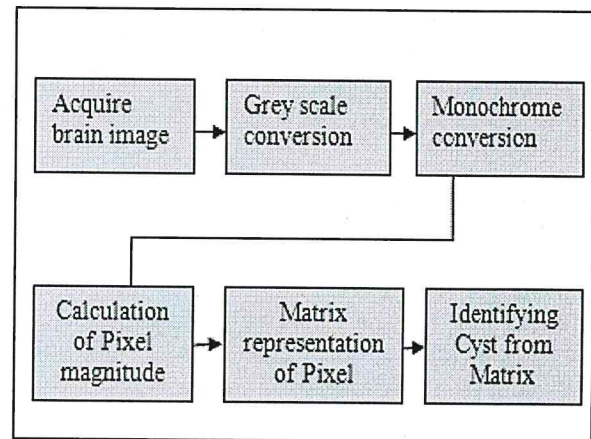 Acquire
brain image
Grey scale
conversion
Monochrome
conversion
Calculation
of Pixel
magnitude
Matrix
representation
of Pixel
Identifying
Cyst from
Matrix